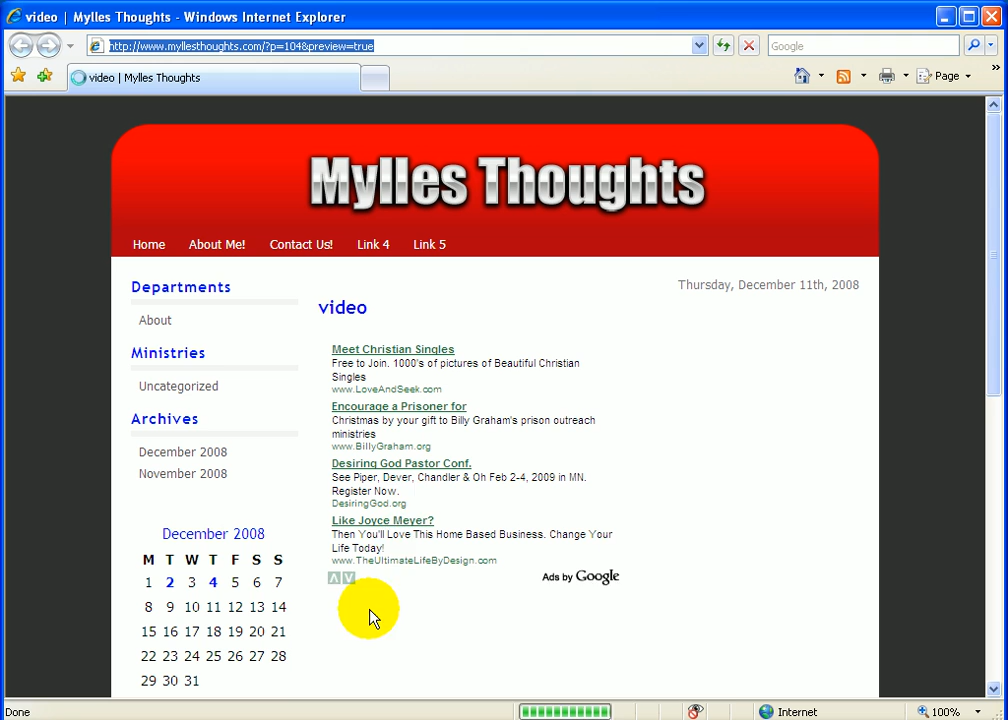 video | Mylles Thoughts - Windows Internet Explorer
http://www.myllesthoughts.com/?p=104&preview=true
Google
video | Mylles Thoughts
Page
Mylles Thoughts
Home About Me! Contact Us! Link 4 Link 5
Thursday, December 11th, 2008
Departments
About
Ministries
Uncategorized
Archives
December 2008
November 2008
December 2008
M T W T F S S
1 2 3 4 5 6 7
8 9 10 11 12 13 14
15 16 17 18 19 20 21
22 23 24 25 26 27 28
29 30 31
video
Meet Christian Singles
Free to Join. 1000's of pictures of Beautiful Christian
Singles
www.LoveAndSeek.com
Encourage a Prisoner for
Christmas by your gift to Billy Graham's prison outreach
ministries
www.BillyGraham.org
Desiring God Pastor Conf.
See Piper, Dever, Chandler & Oh Feb 2-4, 2009 in MN.
Register Now.
DesiringGod.org
Like Joyce Meyer?
Then You'll Love This Home Based Business. Change Your
Life Today!
www.TheUltimateLifeByDesign.com
Ads by Google
Done
Internet
100%